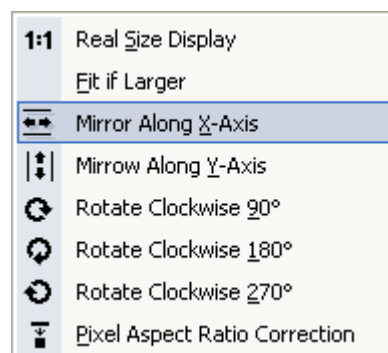 1:1 Real Size Display
Fit if Larger
Mirror Along X-Axis
Mirrow Along Y-Axis
Rotate Clockwise 90°
Rotate Clockwise 180°
Rotate Clockwise 270°
Pixel Aspect Ratio Correction